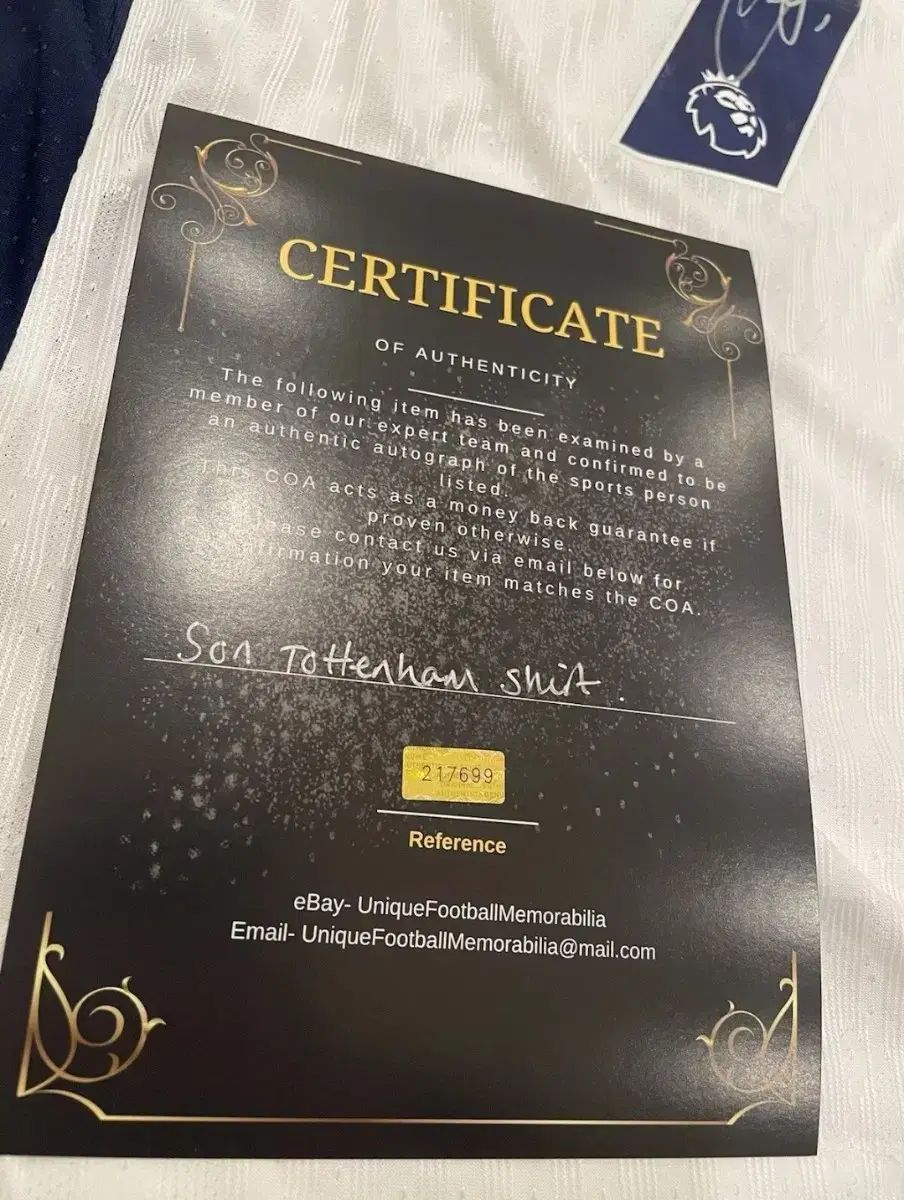 CERTIFICATE
OF AUTHENTICITY
The following item has been examined by a
member of our expert team and confirmed to be
an authentic autograph of the sports person
listed.
This COA acts as a money back guarantee if
proven otherwise.
ease contact us via email below for
irmation your item matches the COA.
Son Tottenham shirt.
217699
Reference
eBay- UniqueFootballMemorabilia
Email- UniqueFootballMemorabilia@mail.com